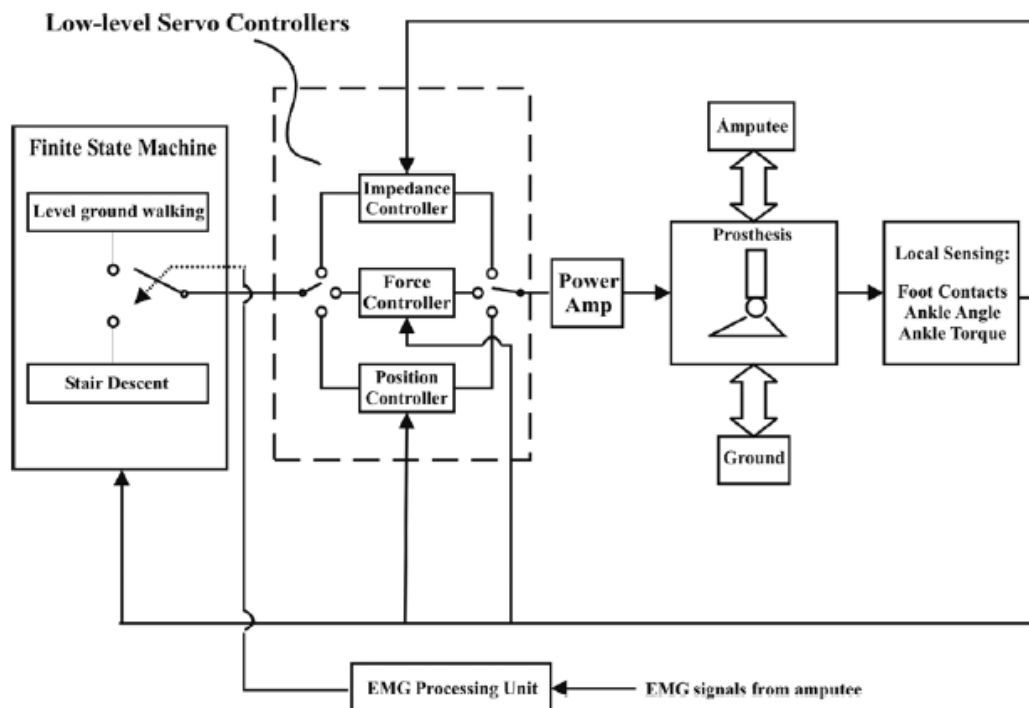 Low-level Servo Controllers
Finite State Machine
Level ground walking
Stair Descent
Impedance
Controller
Force
Controller
Position
Controller
Power
Amp
Amputee
Prosthesis
Ground
Local Sensing:
Foot Contacts
Ankle Angle
Ankle Torque
EMG Processing Unit
EMG signals from amputee